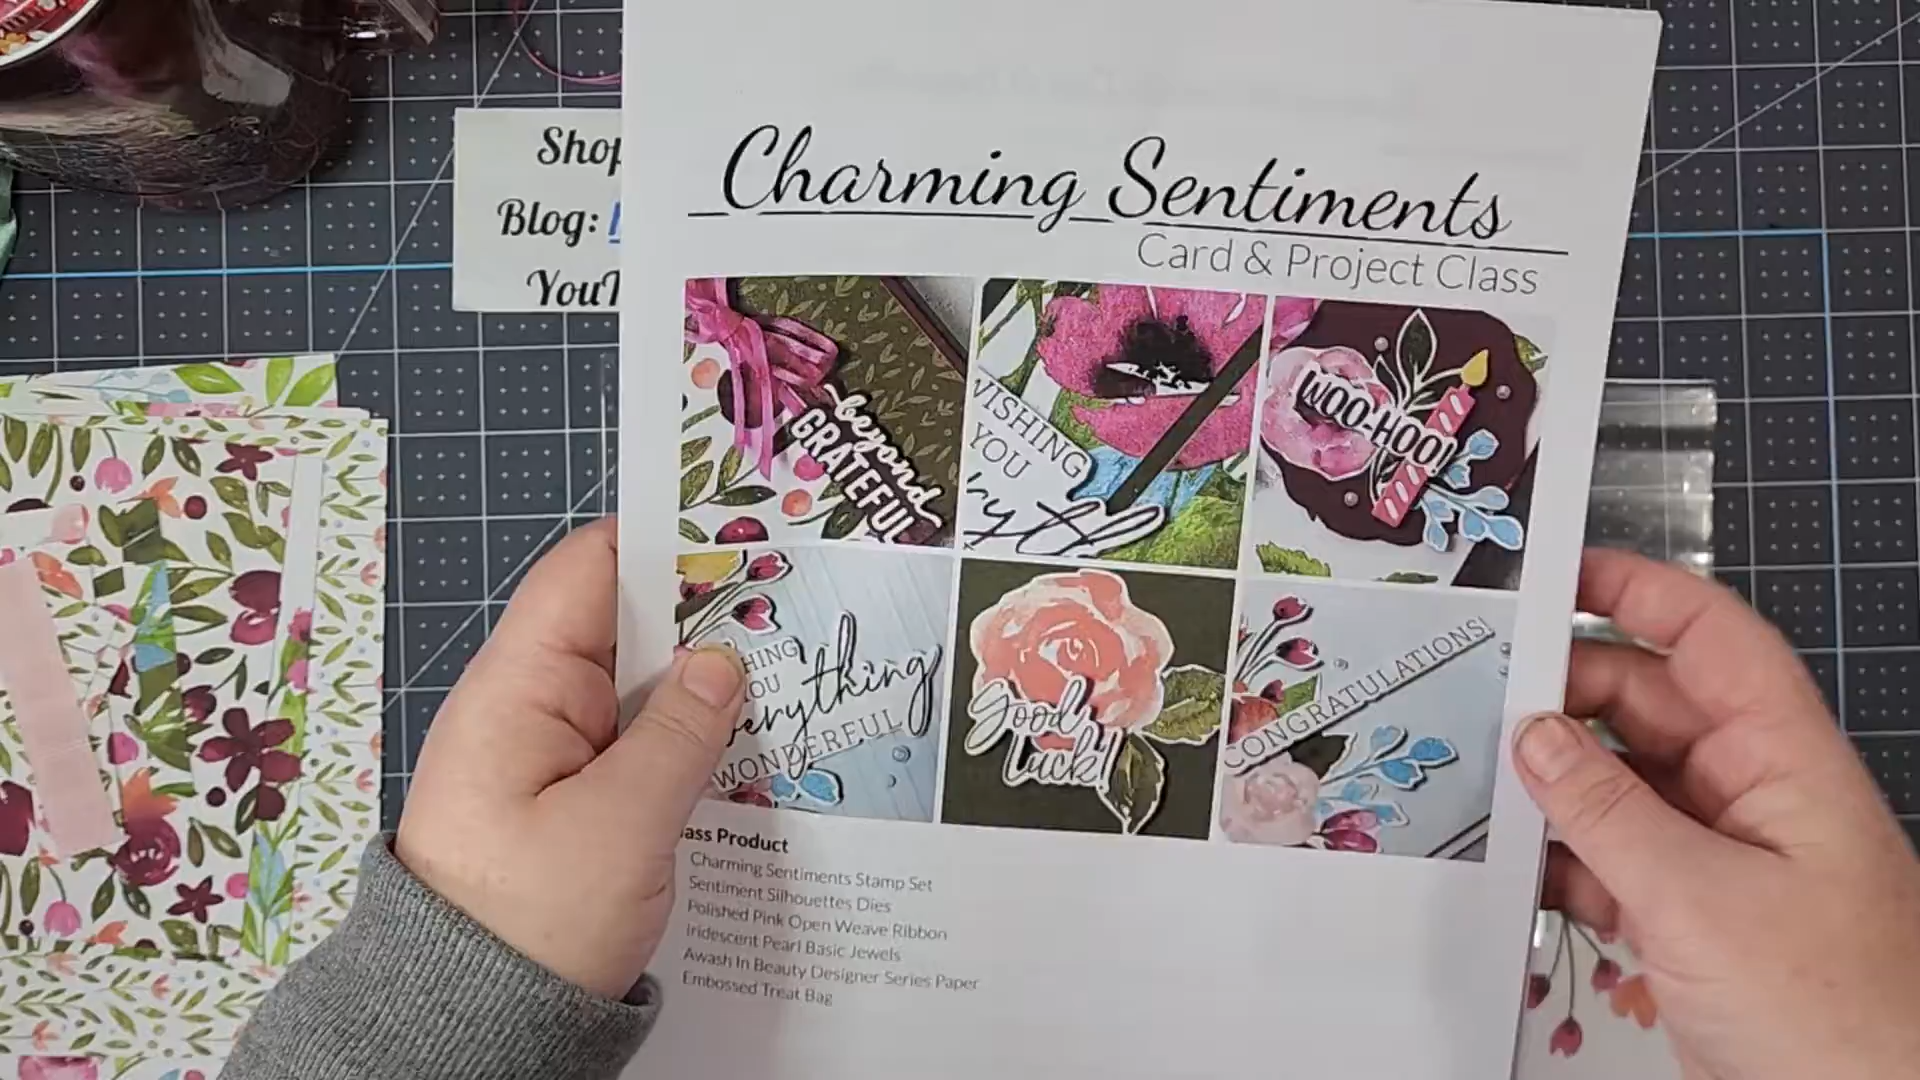 Blog:
Charming Sentiments
Card & Project Class
beyond
GRATEFUL
WISHING
YOU
WOO-HOO!
YOU
everything
WONDERFUL
Good
Luck!
CONGRATULATIONS!
Product
Charming Sentiments Stamp Set
Sentiment Silhouettes Dies
Polished Pink Open Weave Ribbon
Iridescent Pearl Basic Jewels
Awash In Beauty Designer Series Paper
Embossed Treat Bag